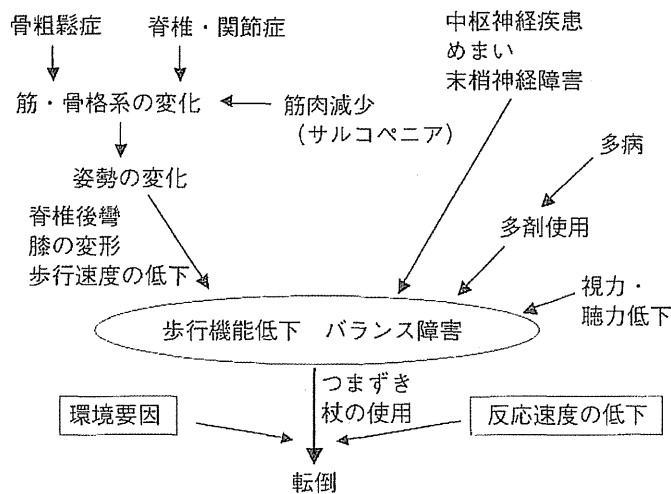 骨粗鬆症
脊椎・関節症
中枢神経疾患
めまい
末梢神経障害
筋・骨格系の変化
筋肉減少
（サルコペニア）
多病
姿勢の変化
脊椎後彎
膝の変形
歩行速度の低下
多剤使用
視力・
聴力低下
歩行機能低下　バランス障害
つまずき
杖の使用
環境要因
反応速度の低下
転倒